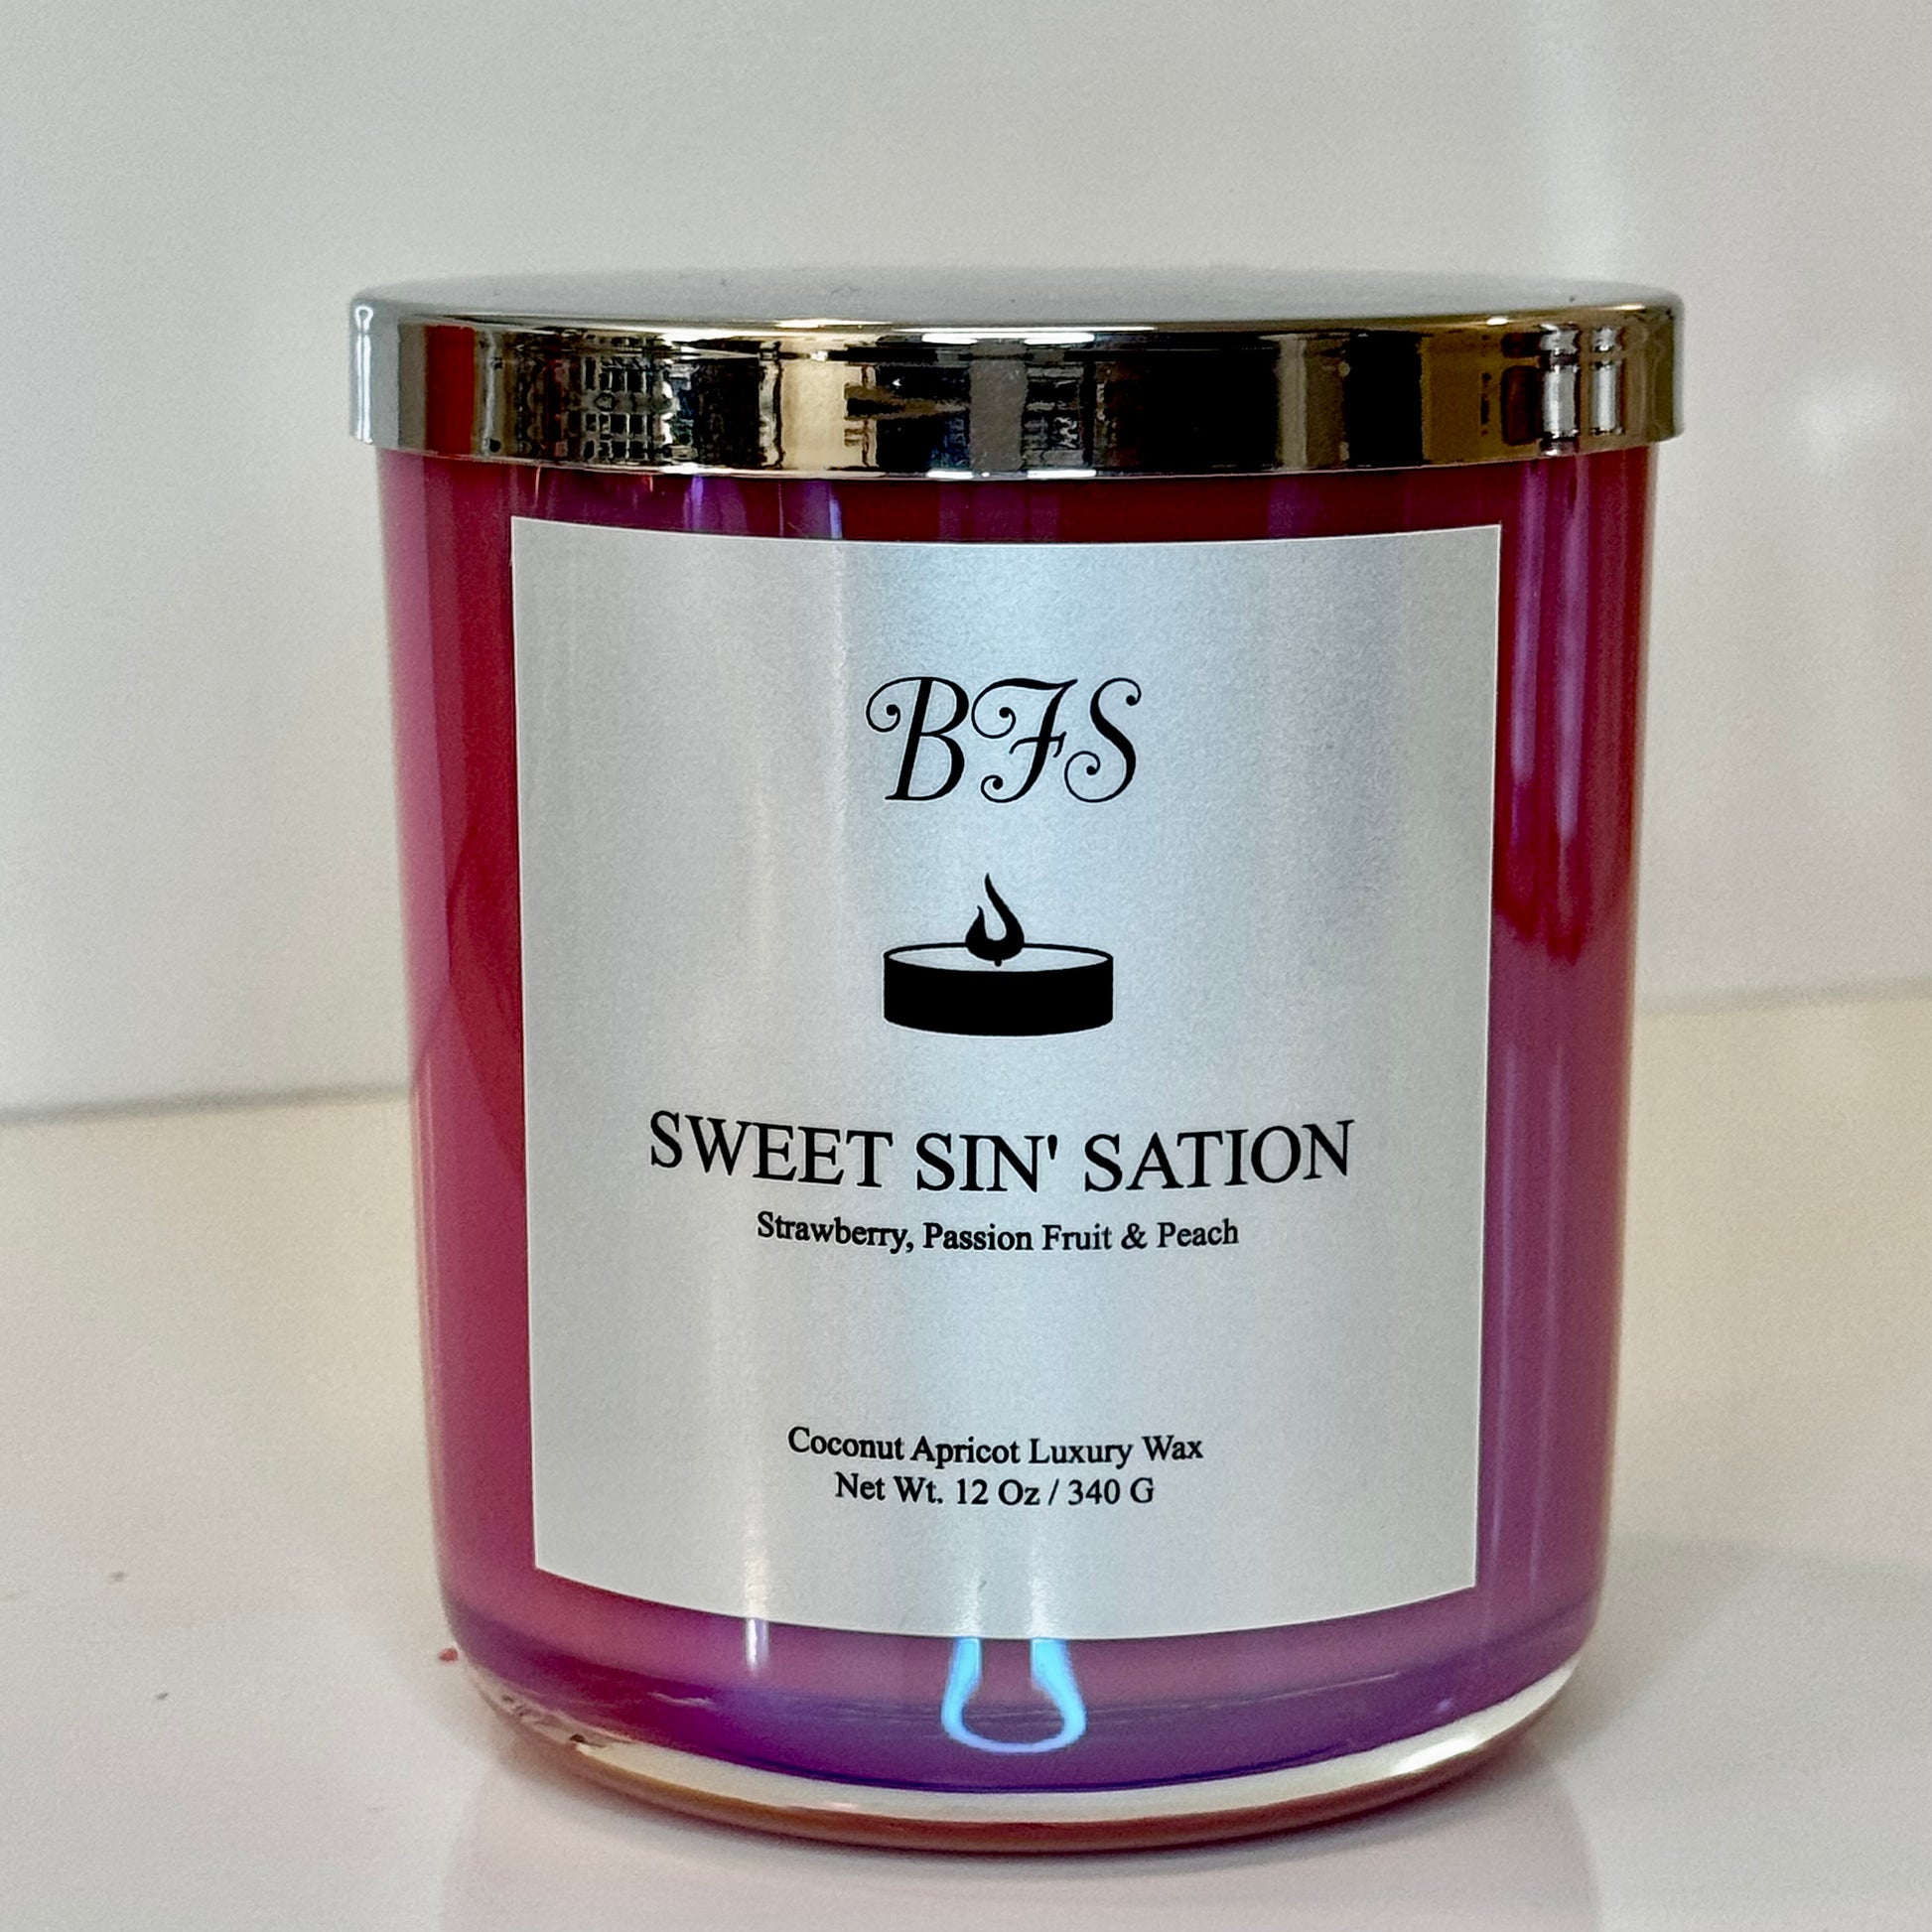 BFS
SWEET SIN' SATION
Strawberry, Passion Fruit & Peach
Coconut Apricot Luxury Wax
Net Wt. 12 Oz / 340 G